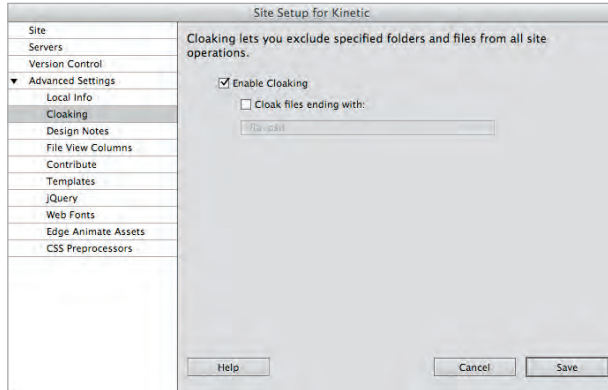 Site Setup for Kinetic
Site
Servers
Version Control
Advanced Settings
Local Info
Cloaking
Design Notes
File View Columns
Contribute
Templates
jQuery
Web Fonts
Edge Animate Assets
CSS Preprocessors
Cloaking lets you exclude specified folders and files from all site
operations.
Enable Cloaking
Cloak files ending with:
Help
Cancel
Save